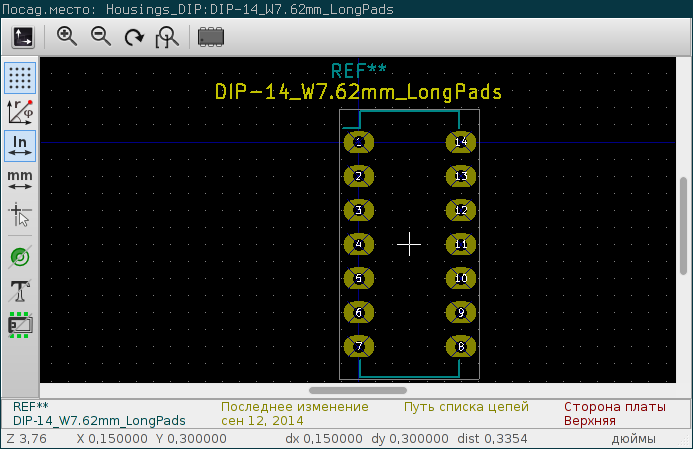 Посад.место: Housings_DIP:DIP-14_W7.62mm_LongPads
REF**
DIP-14_W7.62mm_LongPads
r φ
In
mm
T
1 14
2 13
3 12
4 11
5 10
6 9
7 8
REF** Последнее изменение Путь списка цепей Сторона платы
DIP-14_W7.62mm_LongPads сен 12, 2014 Верхняя
Z 3,76 X 0,150000 Y 0,300000 dx 0,150000 dy 0,300000 dist 0,3354 дюймы